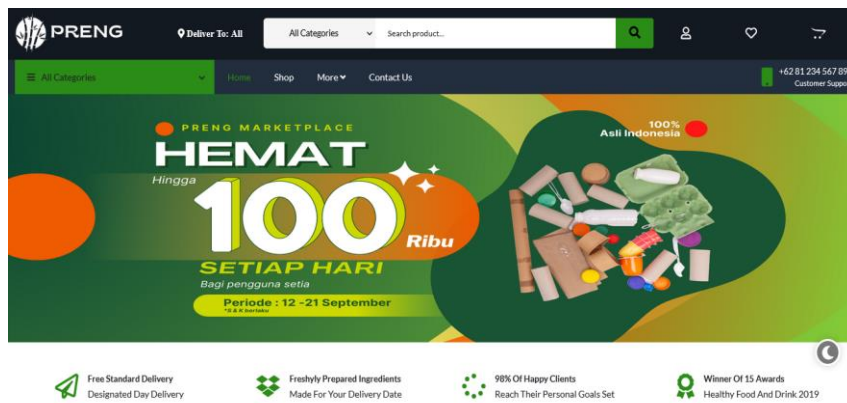 PRENG
Deliver To: All
All Categories
Search product...
All Categories
Home
Shop
More
Contact Us
+62 81 234 567 89
Customer Suppo
PRENG MARKETPLACE
HEMAT
Hingga
100
Ribu
SETIAP HARI
Bagi pengguna setia
Periode : 12 -21 September
*S & K berlaku
100%
Asli Indonesia
Free Standard Delivery
Designated Day Delivery
Freshyly Prepared Ingredients
Made For Your Delivery Date
98% Of Happy Clients
Reach Their Personal Goals Set
Winner Of 15 Awards
Healthy Food And Drink 2019